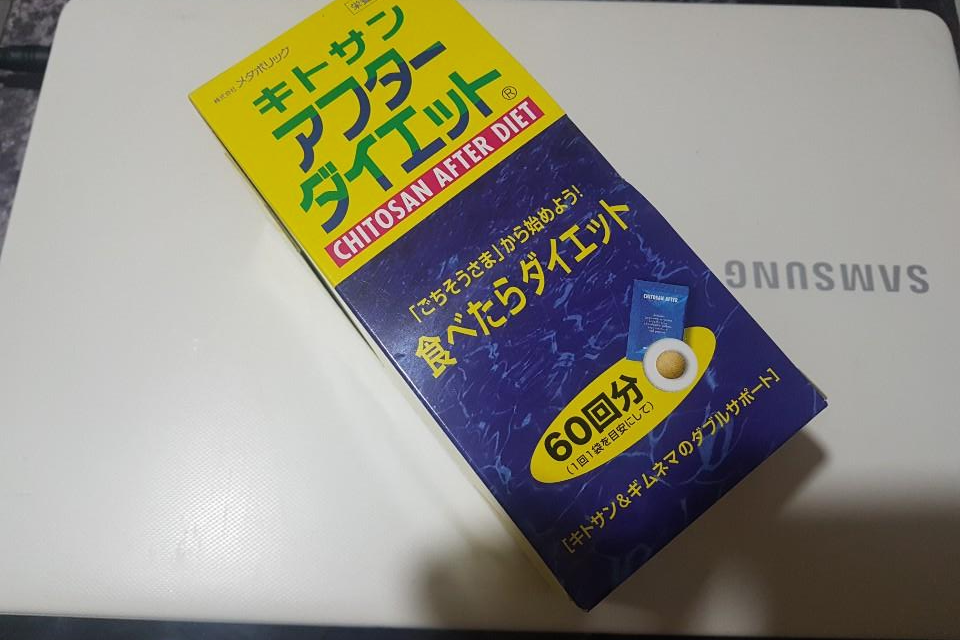 株式会社 メタボリック
キトサン
アフター
ダイエット®
CHITOSAN AFTER DIET
「ごちそうさま」から始めよう!
食べたらダイエット
CHITOSAN AFTER
60回分
(1回1袋を目安にして)
[キトサン&ギムネマのダブルサポート]
SAMSUNG